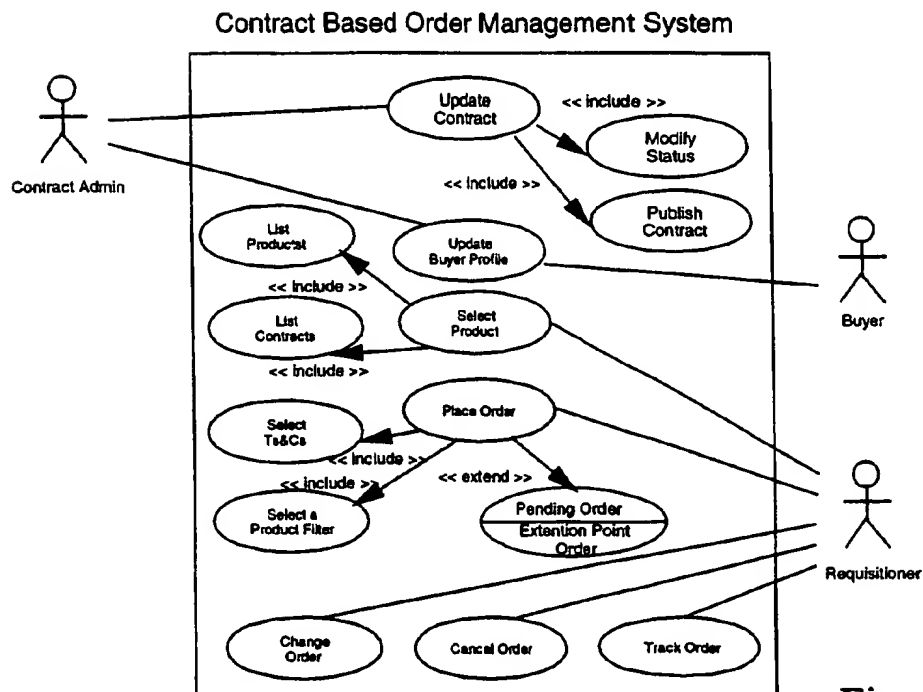 Contract Based Order Management System
Update
Contract
<< include >>
Modify
Status
Contract Admin
<< include >>
Publish
Contract
List
Products!
Update
Buyer Profile
<< include >>
Buyer
List
Contracts
Select
Product
<< include >>
Place Order
Select
Ts&Cs
<< include >>
<< include >>
<< extend >>
Select a
Product Filter
Pending Order
Extention Point
Order
Requisitioner
Change
Order
Cancel Order
Track Order